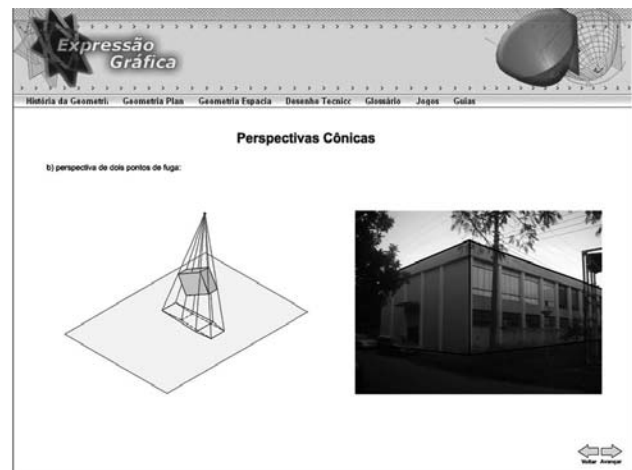 Expressão
Gráfica
História da Geometri: Geometria Plan Geometria Espacia Desenho Tecnicc Glossário Jogos Guias
Perspectivas Cônicas
b) perspectiva de dois pontos de fuga:
Voltar Avançar